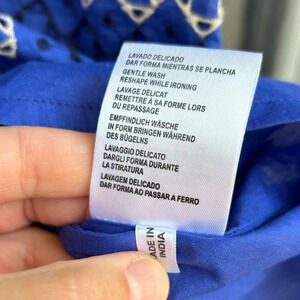 LAVADO DELICADO
DAR FORMA MIENTRAS SE PLANCHA
GENTLE WASH
RESHAPE WHILE IRONING
LAVAGE DÉLICAT
REMETTRE À SA FORME LORS
DU REPASSAGE
EMPFINDLICH WÄSCHE
IN FORM BRINGEN WÄHREND
DES BÜGELNS
LAVAGGIO DELICATO
DARGLI FORMA DURANTE
LA STIRATURA
LAVAGEM DELICADO
DAR FORMA AO PASSAR A FERRO
MADE IN
INDIA